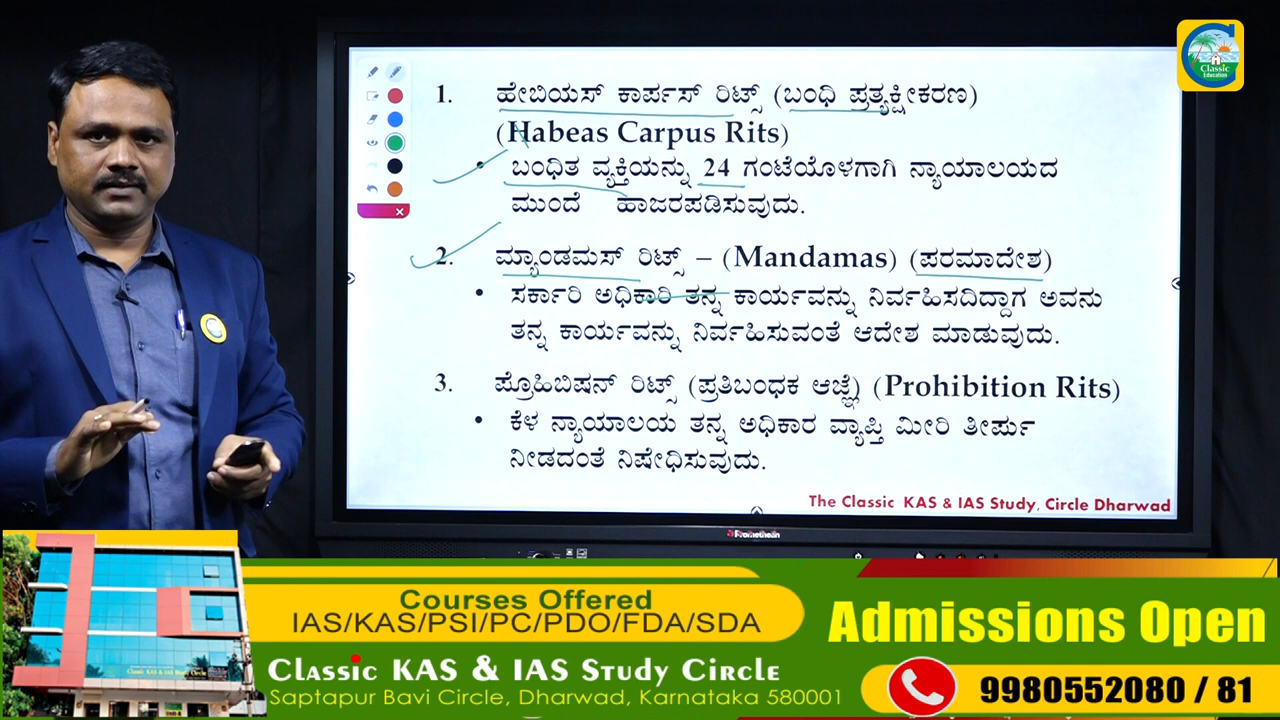 Classic
Education
1. ಹೇಬಿಯಸ್ ಕಾರ್ಪಸ್ ರಿಟ್ಸ್ (ಬಂಧಿ ಪ್ರತ್ಯಕ್ಷೀಕರಣ)
(Habeas Carpus Rits)
• ಬಂಧಿತ ವ್ಯಕ್ತಿಯನ್ನು 24 ಗಂಟೆಯೊಳಗಾಗಿ ನ್ಯಾಯಾಲಯದ
ಮುಂದೆ ಹಾಜರಪಡಿಸುವುದು.
2. ಮ್ಯಾಂಡಮಸ್ ರಿಟ್ಸ್ – (Mandamas) (ಪರಮಾದೇಶ)
• ಸರ್ಕಾರಿ ಅಧಿಕಾರಿ ತನ್ನ ಕಾರ್ಯವನ್ನು ನಿರ್ವಹಿಸದಿದ್ದಾಗ ಅವನು
ತನ್ನ ಕಾರ್ಯವನ್ನು ನಿರ್ವಹಿಸುವಂತೆ ಆದೇಶ ಮಾಡುವುದು.
3. ಪ್ರೊಹಿಬಿಷನ್ ರಿಟ್ಸ್ (ಪ್ರತಿಬಂಧಕ ಆಜ್ಞೆ) (Prohibition Rits)
• ಕೆಳ ನ್ಯಾಯಾಲಯ ತನ್ನ ಅಧಿಕಾರ ವ್ಯಾಪ್ತಿ ಮೀರಿ ತೀರ್ಪು
ನೀಡದಂತೆ ನಿಷೇಧಿಸುವುದು.
The Classic KAS & IAS Study, Circle Dharwad
Promethean
Courses Offered
IAS/KAS/PSI/PC/PDO/FDA/SDA
Classic KAS & IAS Study Circle
Saptapur Bavi Circle, Dharwad, Karnataka 580001
Admissions Open
9980552080 / 81